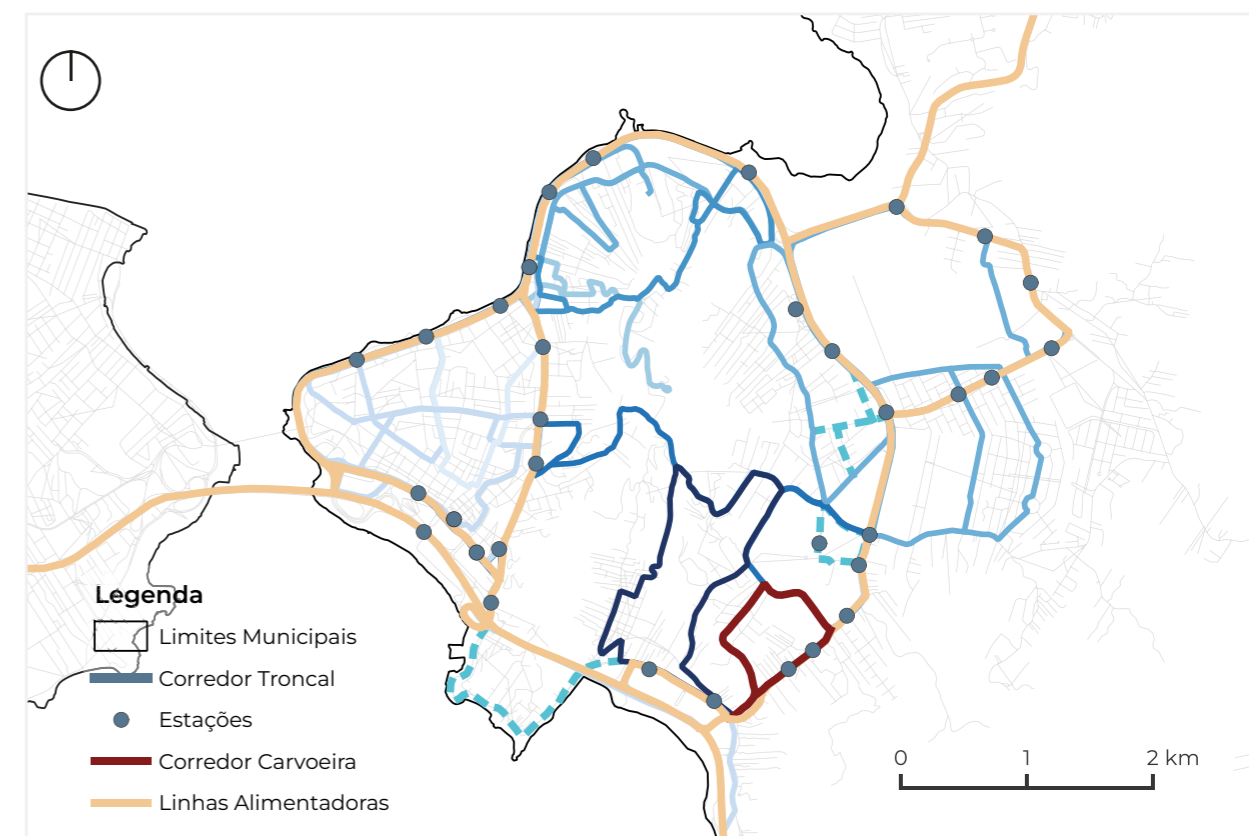 Legenda
Limites Municipais
Corredor Troncal
Estações
Corredor Carvoeira
Linhas Alimentadoras
0 1 2 km